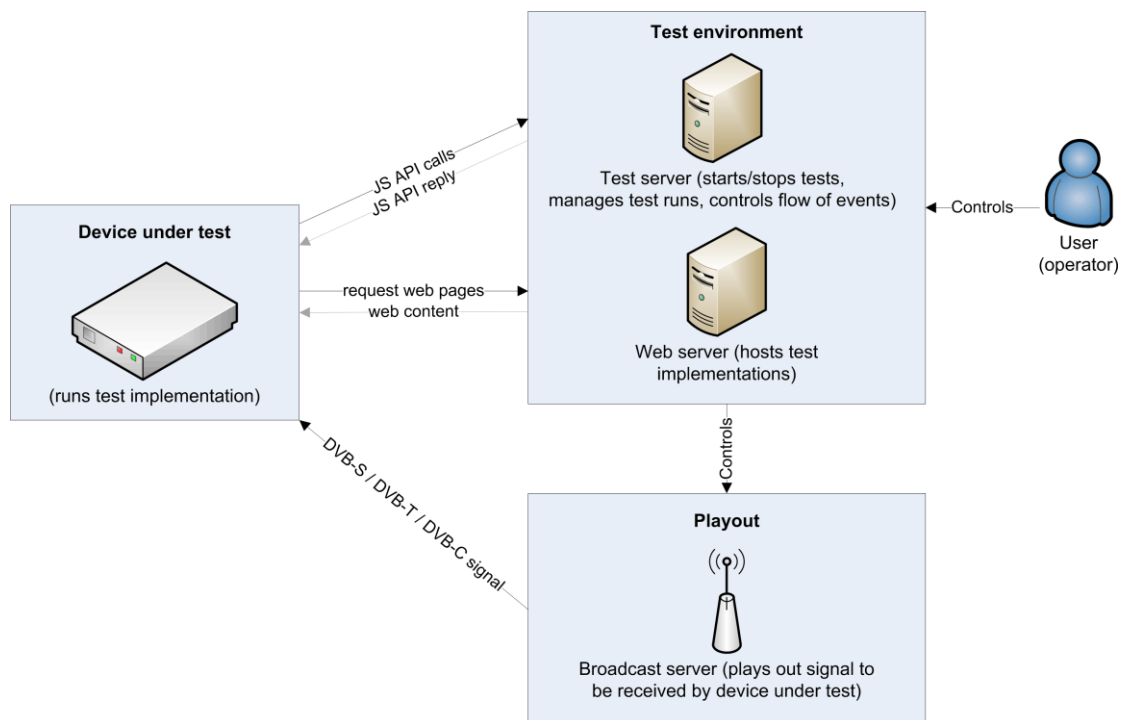 Test environment
Test server (starts/stops tests,
manages test runs, controls flow of events)
JS API calls
JS API reply
Device under test
(runs test implementation)
request web pages
web content
Web server (hosts test
implementations)
Controls
User
(operator)
Controls
DVB-S / DVB-T / DVB-C signal
Playout
Broadcast server (plays out signal to
be received by device under test)